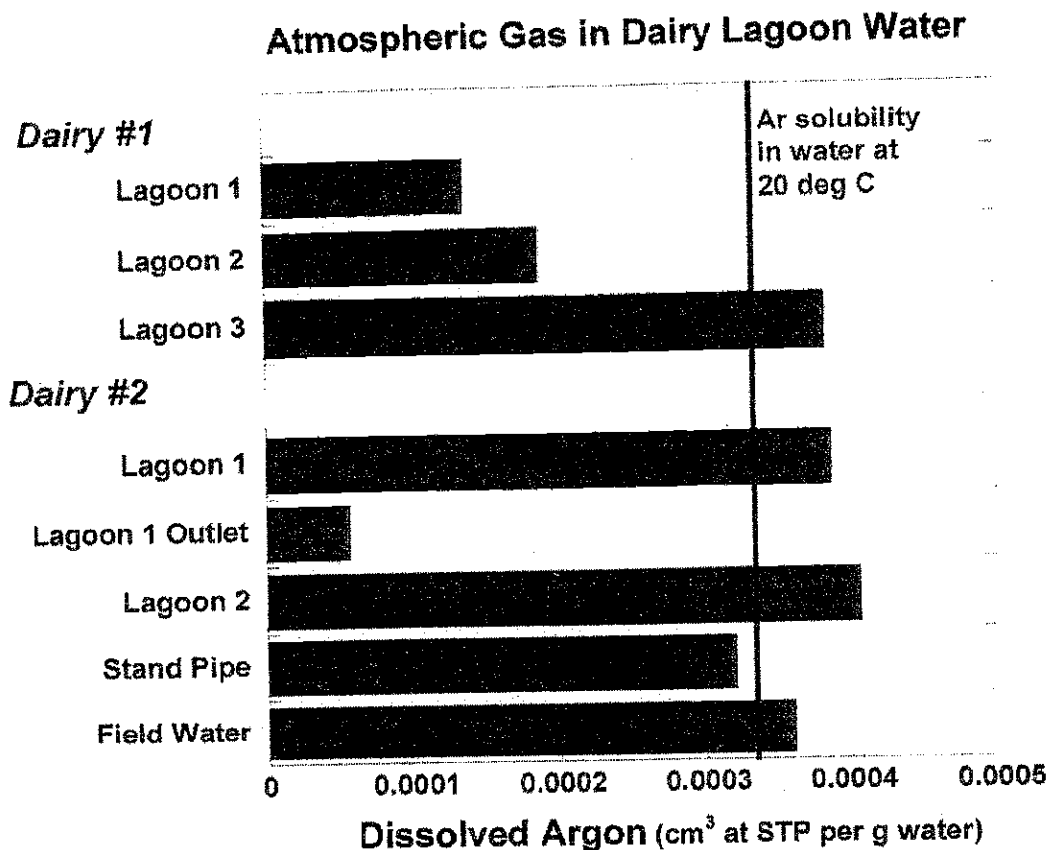 Atmospheric Gas in Dairy Lagoon Water
Ar solubility
in water at
20 deg C
Dairy #1
Lagoon 1
Lagoon 2
Lagoon 3
Dairy #2
Lagoon 1
Lagoon 1 Outlet
Lagoon 2
Stand Pipe
Field Water
0 0.0001 0.0002 0.0003 0.0004 0.0005
Dissolved Argon (cm³ at STP per g water)